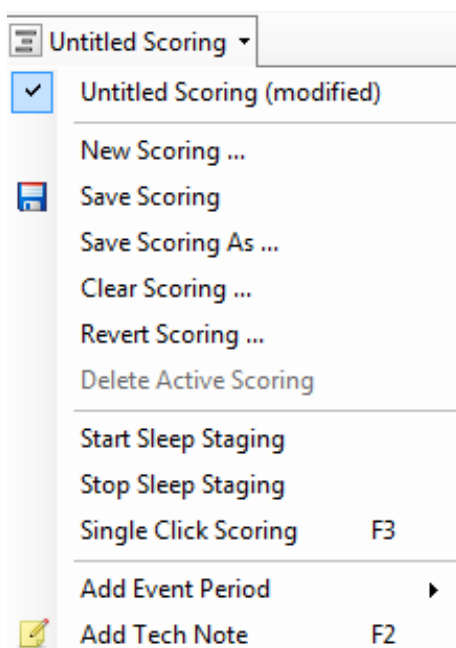 Untitled Scoring
Untitled Scoring (modified)
New Scoring ...
Save Scoring
Save Scoring As ...
Clear Scoring ...
Revert Scoring ...
Delete Active Scoring
Start Sleep Staging
Stop Sleep Staging
Single Click Scoring F3
Add Event Period
Add Tech Note F2